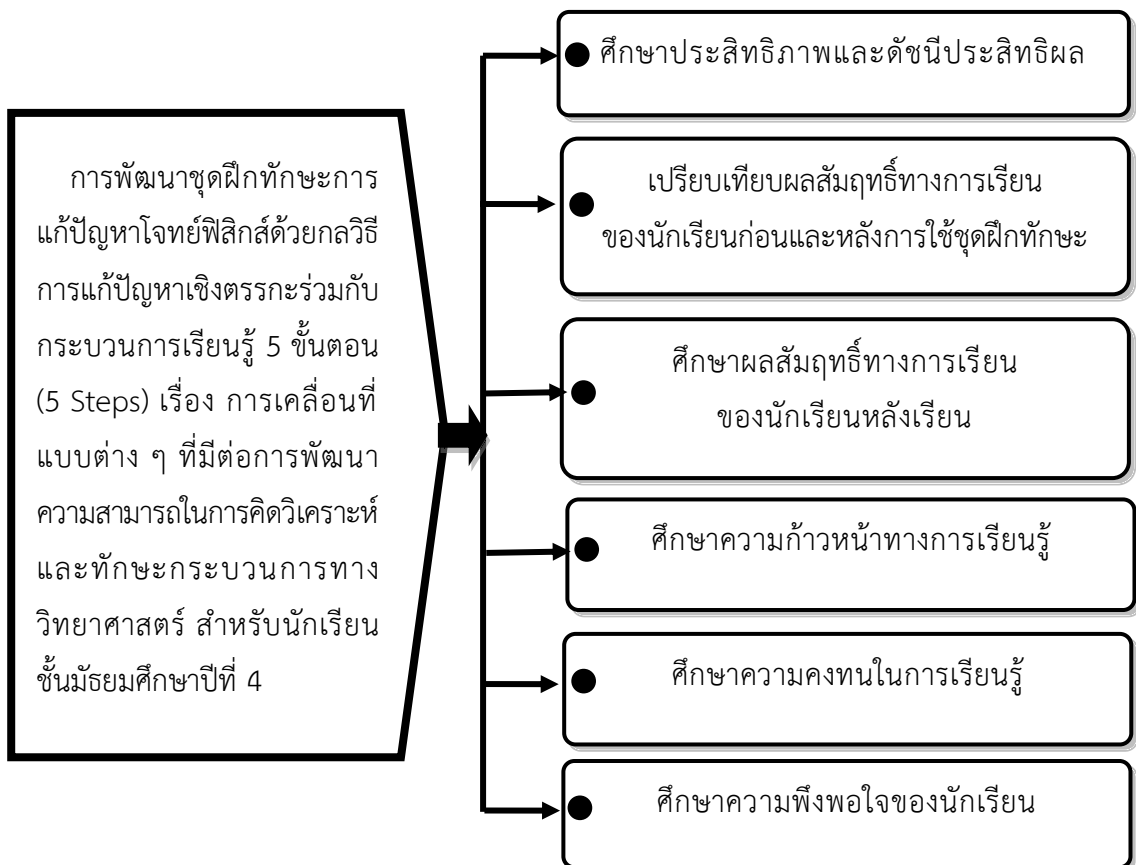 การพัฒนาชุดฝึกทักษะการ
แก้ปัญหาโจทย์ฟิสิกส์ด้วยกลวิธี
การแก้ปัญหาเชิงตรรกะร่วมกับ
กระบวนการเรียนรู้ 5 ขั้นตอน
(5 Steps) เรื่อง การเคลื่อนที่
แบบต่าง ๆ ที่มีต่อการพัฒนา
ความสามารถในการคิดวิเคราะห์
และทักษะกระบวนการทาง
วิทยาศาสตร์ สำหรับนักเรียน
ชั้นมัธยมศึกษาปีที่ 4
ศึกษาประสิทธิภาพและดัชนีประสิทธิผล
เปรียบเทียบผลสัมฤทธิ์ทางการเรียน
ของนักเรียนก่อนและหลังการใช้ชุดฝึกทักษะ
ศึกษาผลสัมฤทธิ์ทางการเรียน
ของนักเรียนหลังเรียน
ศึกษาความก้าวหน้าทางการเรียนรู้
ศึกษาความคงทนในการเรียนรู้
ศึกษาความพึงพอใจของนักเรียน